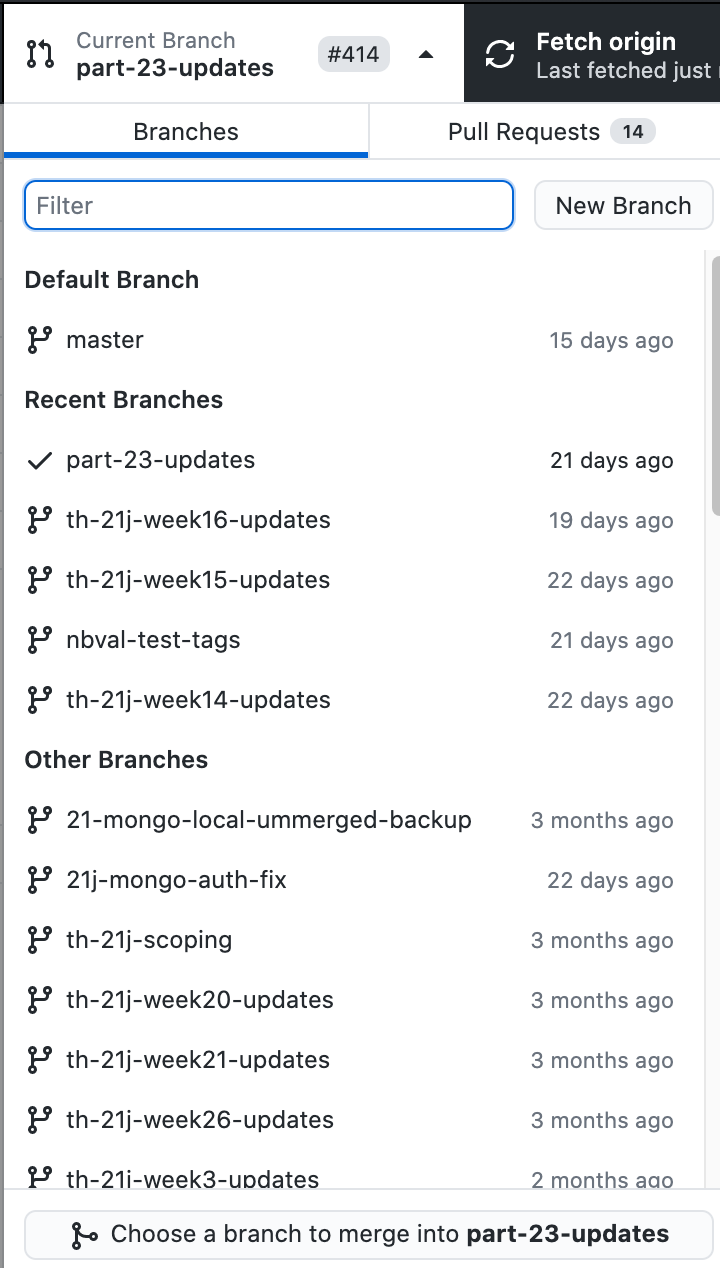 Current Branch
part-23-updates
#414
Fetch origin
Last fetched just
Branches
Pull Requests 14
Filter
New Branch
Default Branch
master 15 days ago
Recent Branches
part-23-updates 21 days ago
th-21j-week16-updates 19 days ago
th-21j-week15-updates 22 days ago
nbval-test-tags 21 days ago
th-21j-week14-updates 22 days ago
Other Branches
21-mongo-local-ummerged-backup 3 months ago
21j-mongo-auth-fix 22 days ago
th-21j-scoping 3 months ago
th-21j-week20-updates 3 months ago
th-21j-week21-updates 3 months ago
th-21j-week26-updates 3 months ago
th-21j-week3-updates 2 months ago
Choose a branch to merge into part-23-updates